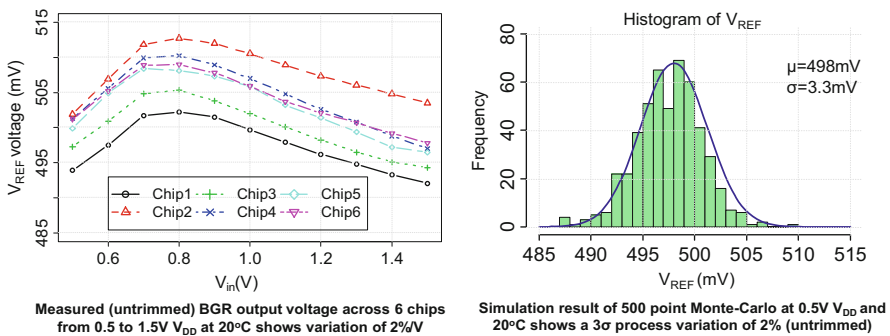 515
505
495
485
V_REF voltage (mV)
Chip1
Chip3
Chip5
Chip2
Chip4
Chip6
0.6
0.8
1.0
1.2
1.4
V_in(V)
Measured (untrimmed) BGR output voltage across 6 chips
from 0.5 to 1.5V V_DD at 20ºC shows variation of 2%/V
Histogram of V_REF
80
60
40
20
0
Frequency
μ=498mV
σ=3.3mV
485
490
495
500
505
510
515
V_REF (mV)
Simulation result of 500 point Monte-Carlo at 0.5V V_DD and
20ºC shows a 3σ process variation of 2% (untrimmed)